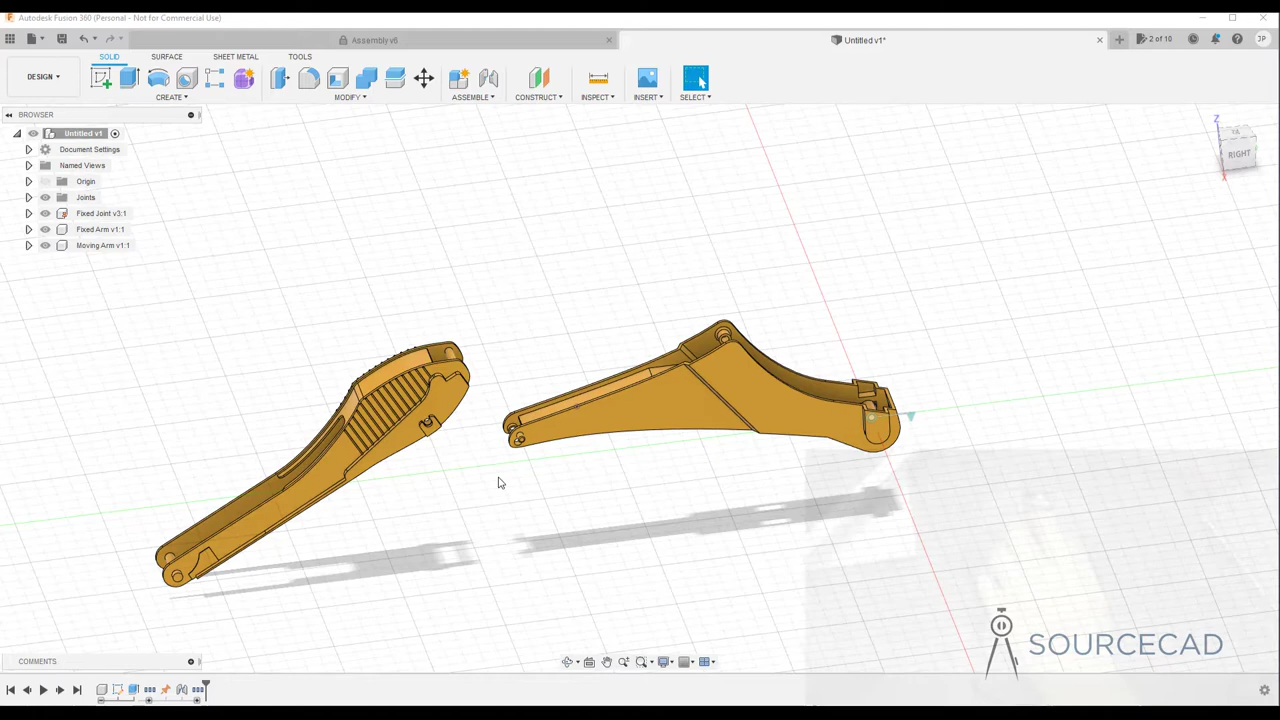 Autodesk Fusion 360 (Personal - Not for Commercial Use)
Assembly v6
Untitled v1*
2 of 10
JP
DESIGN
SOLID
SURFACE
SHEET METAL
TOOLS
CREATE
MODIFY
ASSEMBLE
CONSTRUCT
INSPECT
INSERT
SELECT
BROWSER
Untitled v1
Document Settings
Named Views
Origin
Joints
Fixed Joint v3:1
Fixed Arm v1:1
Moving Arm v1:1
Z
RIGHT
X
SOURCECAD
COMMENTS